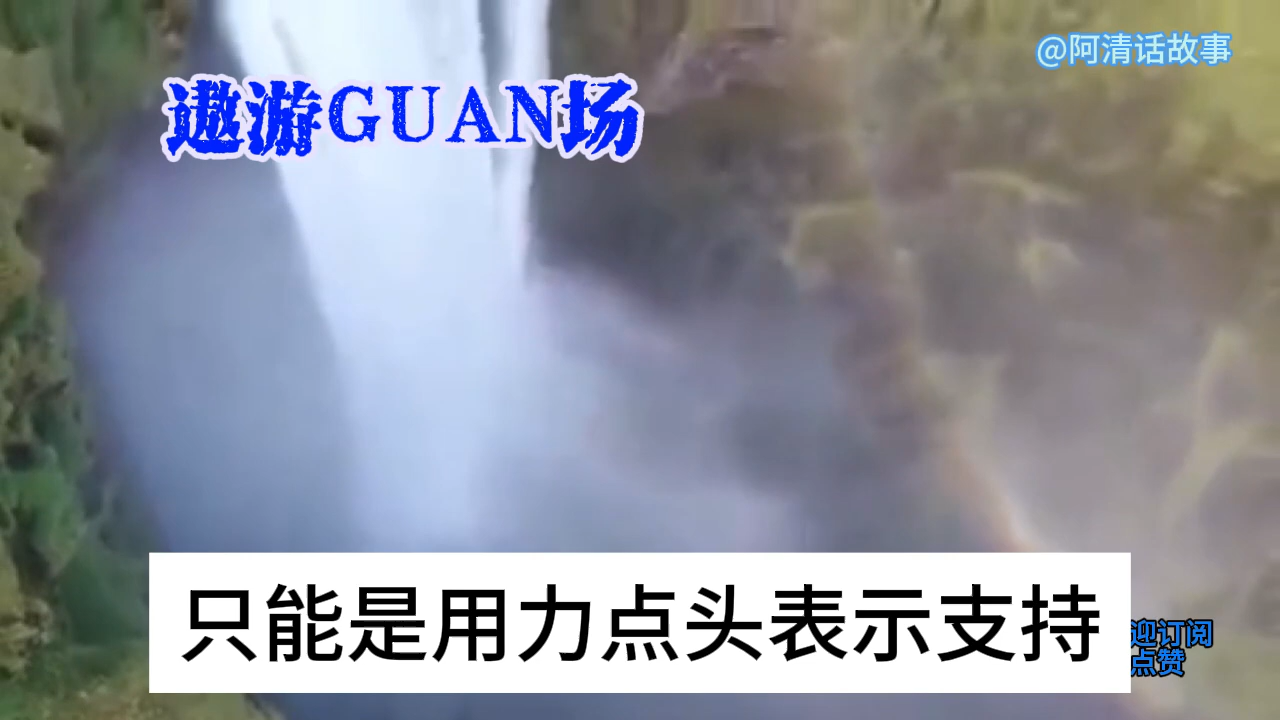 @阿清话故事
遨游GUAN场
只能是用力点头表示支持
迎订阅
点赞